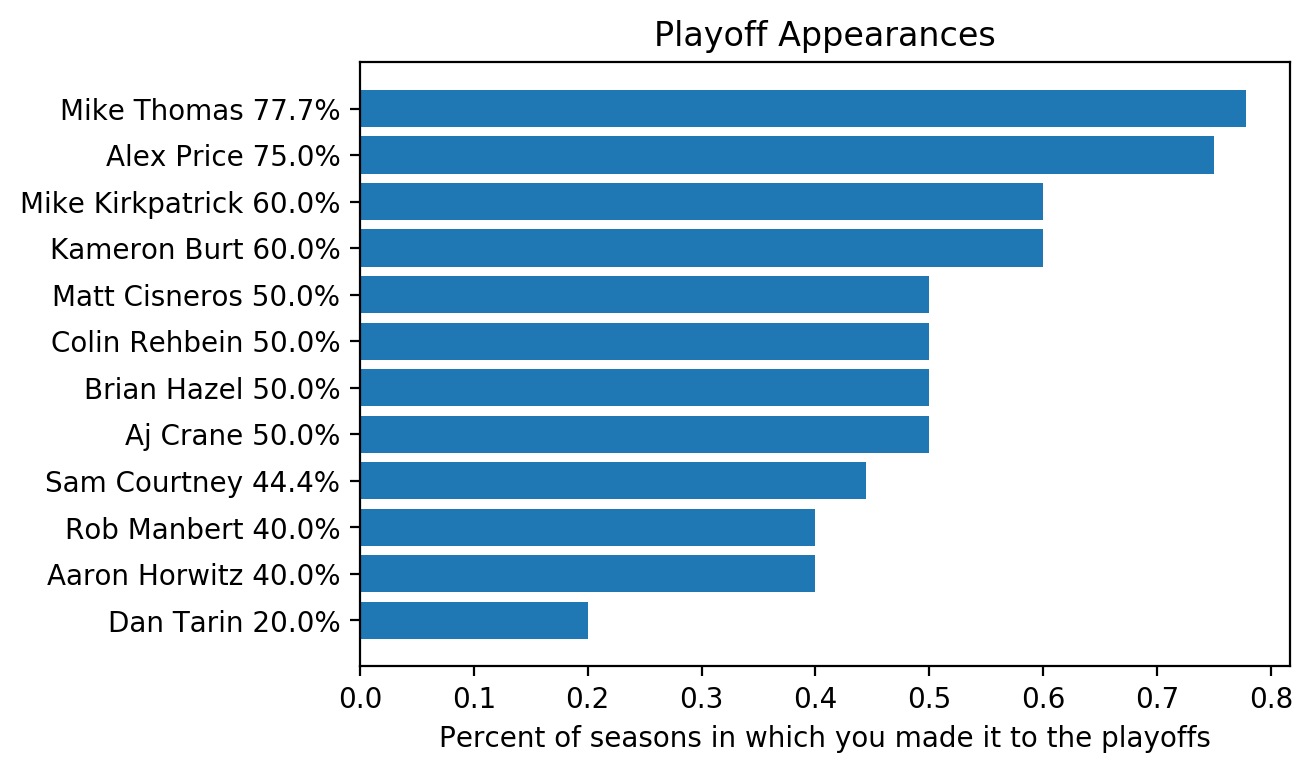 Playoff Appearances
Mike Thomas 77.7%
Alex Price 75.0%
Mike Kirkpatrick 60.0%
Kameron Burt 60.0%
Matt Cisneros 50.0%
Colin Rehbein 50.0%
Brian Hazel 50.0%
Aj Crane 50.0%
Sam Courtney 44.4%
Rob Manbert 40.0%
Aaron Horwitz 40.0%
Dan Tarin 20.0%
0.0 0.1 0.2 0.3 0.4 0.5 0.6 0.7 0.8
Percent of seasons in which you made it to the playoffs